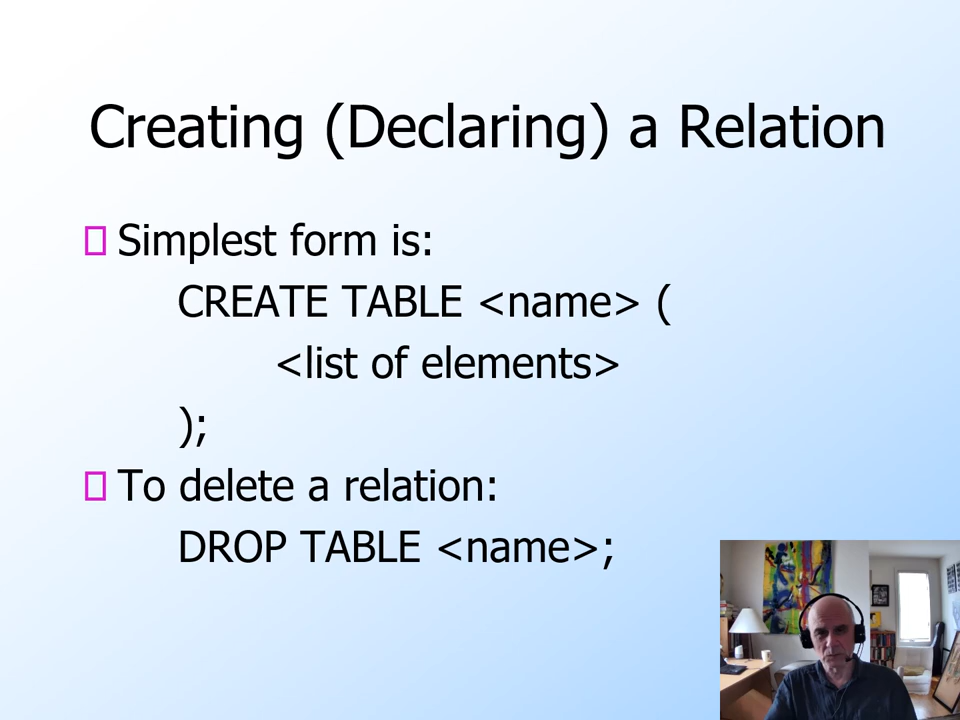 Creating (Declaring) a Relation
Simplest form is:
CREATE TABLE <name> (
<list of elements>
);
To delete a relation:
DROP TABLE <name>;